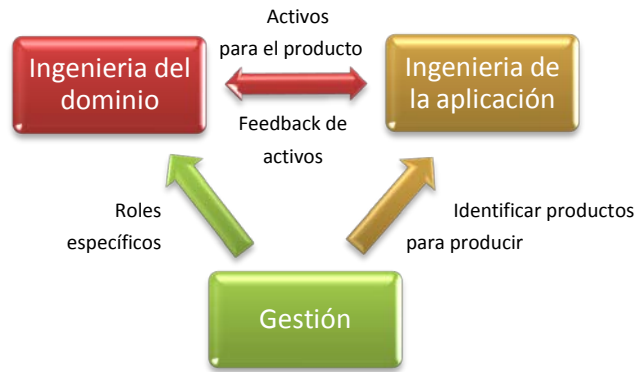 Activos
para el producto
Ingenieria del
dominio
Ingenieria de
la aplicación
Feedback de
activos
Roles
específicos
Identificar productos
para producir
Gestión